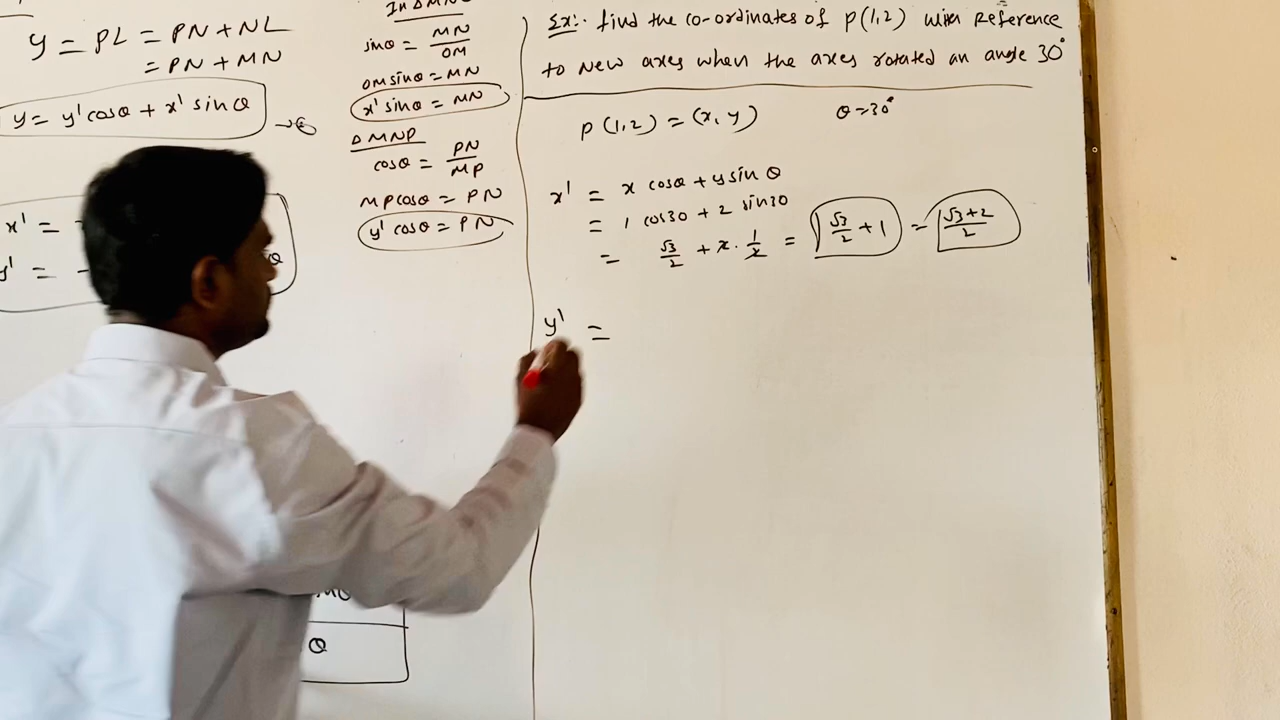 y = PL = PN + NL
= PN + MN
y = y' cosθ + x' sinθ
x' =
y' = -
θ
θ
In ΔMNO
sinθ = MN/OM
OM sinθ = MN
x' sinθ = MN
ΔMNP
cosθ = PN/MP
MP cosθ = PN
y' cosθ = PN
Ex:- find the co-ordinates of P(1,2) with Reference
to New axes when the axes rotated an angle 30°
P(1,2) = (x, y) θ = 30°
x' = x cosθ + y sin θ
= 1 cos30 + 2 sin30
= √3/2 + 2 · 1/2 = √3/2 + 1 = √3+2/2
y' =